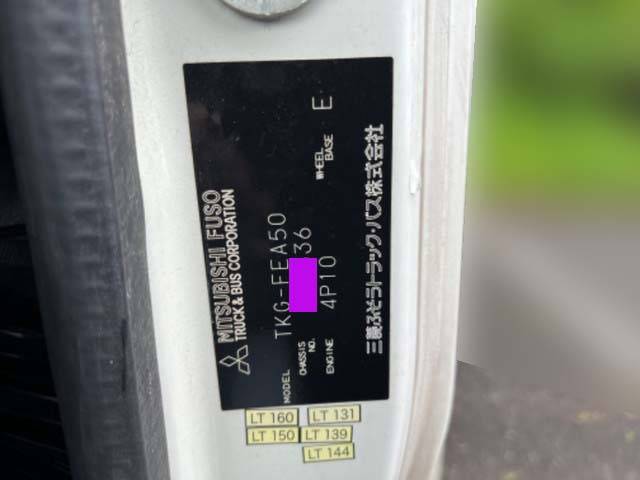 MITSUBISHI FUSO
TRUCK & BUS CORPORATION
MODEL TKG-FEA50
CHASSIS NO. 36
ENGINE 4P10
WHEEL BASE E
三菱ふそうトラック・バス株式会社
LT 160 LT 131
LT 150 LT 139
LT 144